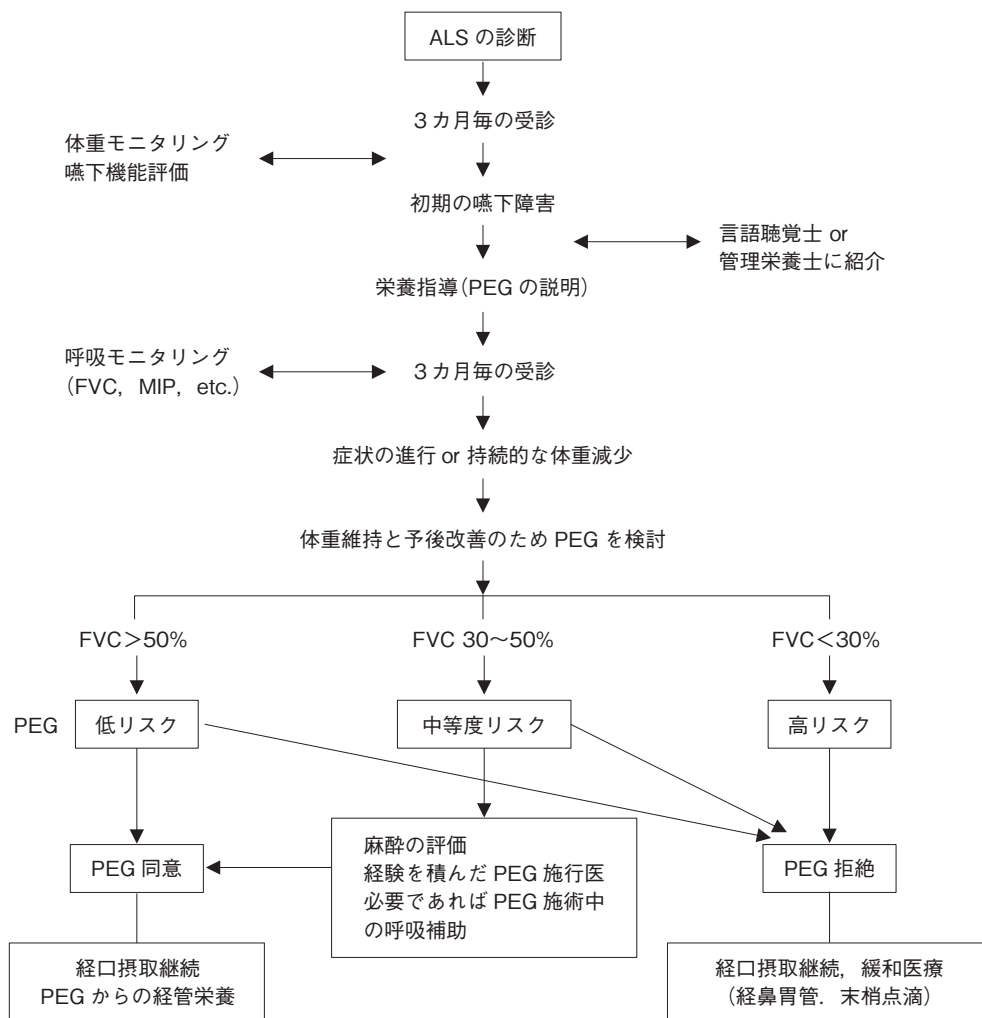 ALS の診断
3カ月毎の受診
体重モニタリング
嚥下機能評価
初期の嚥下障害
言語聴覚士 or
管理栄養士に紹介
栄養指導(PEG の説明)
呼吸モニタリング
(FVC, MIP, etc.)
3カ月毎の受診
症状の進行 or 持続的な体重減少
体重維持と予後改善のため PEG を検討
FVC>50%
FVC 30〜50%
FVC<30%
PEG
低リスク
中等度リスク
高リスク
麻酔の評価
経験を積んだ PEG 施行医
必要であれば PEG 施術中
の呼吸補助
PEG 同意
PEG 拒絶
経口摂取継続
PEG からの経管栄養
経口摂取継続,緩和医療
(経鼻胃管.末梢点滴)